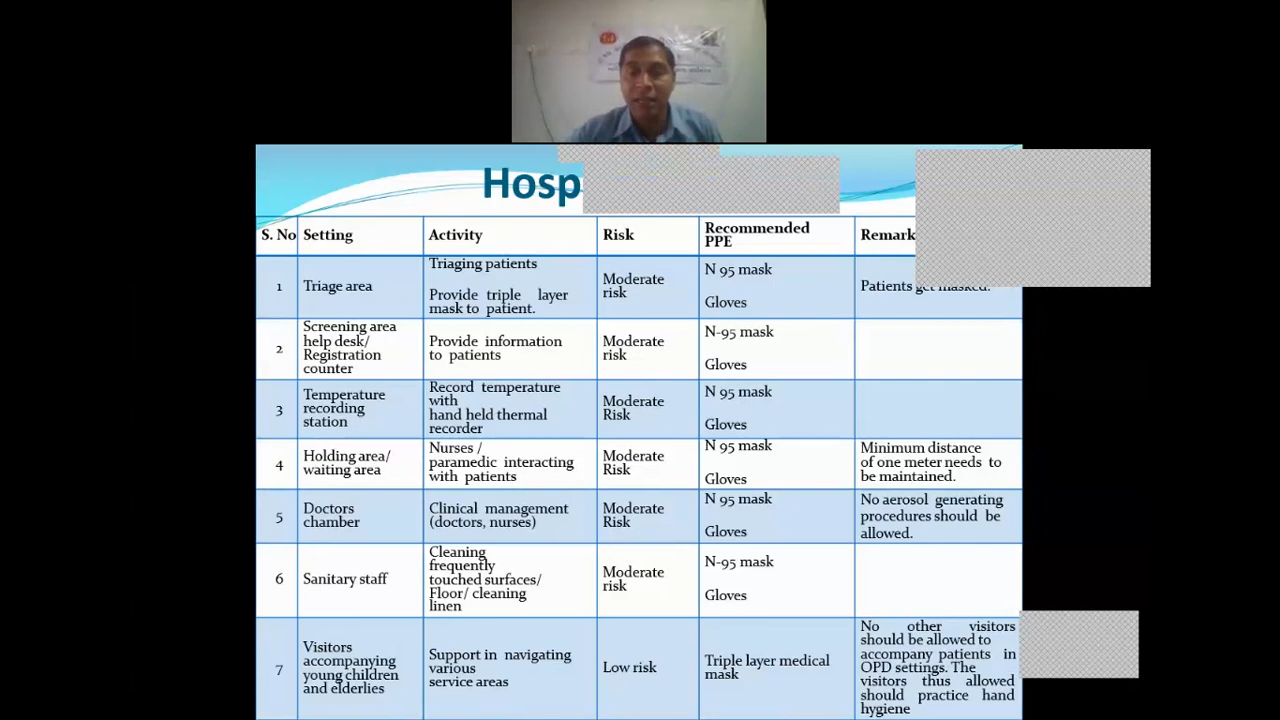 Hosp
S. No Setting Activity Risk Recommended PPE Remark
1 Triage area Triaging patients
Provide triple layer mask to patient. Moderate risk N 95 mask
Gloves Patients get masked.
2 Screening area help desk/ Registration counter Provide information to patients Moderate risk N-95 mask
Gloves
3 Temperature recording station Record temperature with hand held thermal recorder Moderate Risk N 95 mask
Gloves
4 Holding area/ waiting area Nurses / paramedic interacting with patients Moderate Risk N 95 mask
Gloves Minimum distance of one meter needs to be maintained.
5 Doctors chamber Clinical management (doctors, nurses) Moderate Risk N 95 mask
Gloves No aerosol generating procedures should be allowed.
6 Sanitary staff Cleaning frequently touched surfaces/ Floor/ cleaning linen Moderate risk N-95 mask
Gloves
7 Visitors accompanying young children and elderlies Support in navigating various service areas Low risk Triple layer medical mask No other visitors should be allowed to accompany patients in OPD settings. The visitors thus allowed should practice hand hygiene